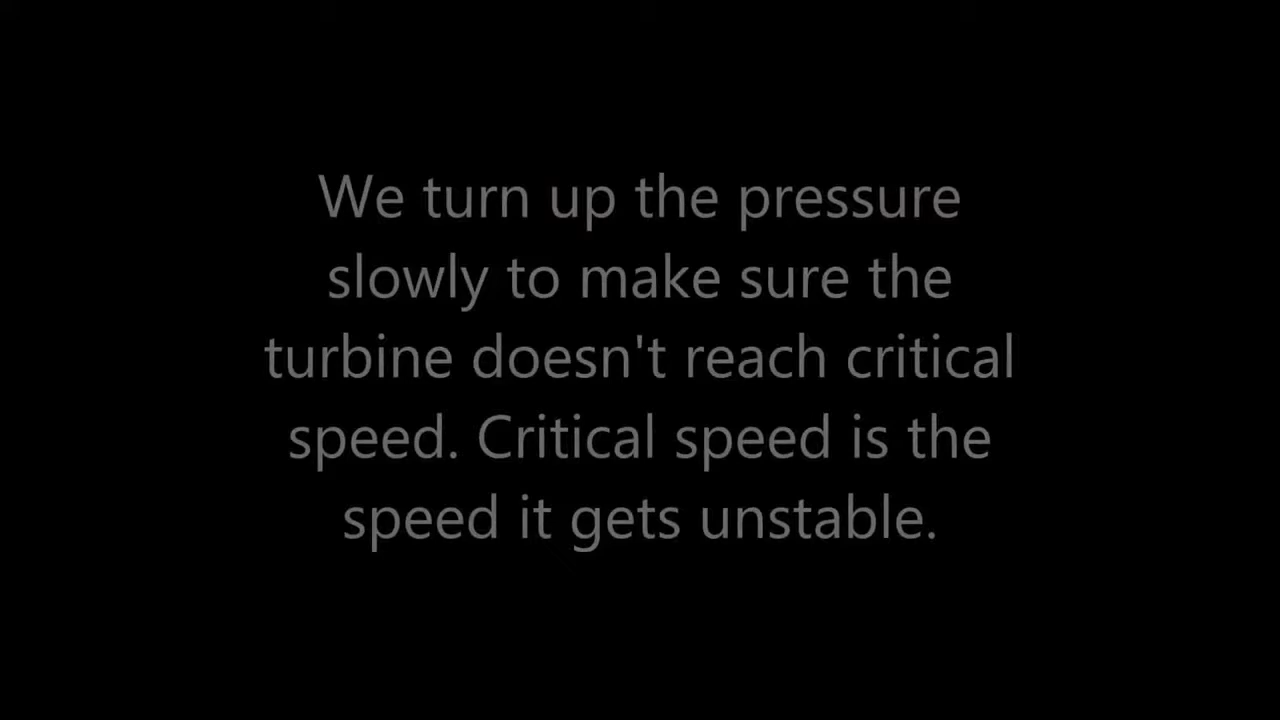 We turn up the pressure
slowly to make sure the
turbine doesn't reach critical
speed. Critical speed is the
speed it gets unstable.